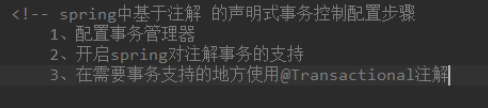 <!-- spring中基于注解 的声明式事务控制配置步骤
1、配置事务管理器
2、开启spring对注解事务的支持
3、在需要事务支持的地方使用@Transactional注解